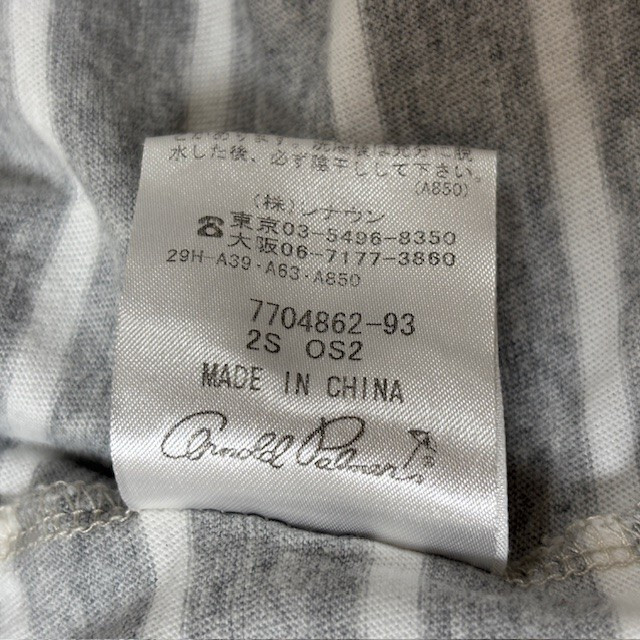 水した後、必ず陰干しして下さい。
(A850)
(株)レナウン
☎東京03-5496-8350
大阪06-7177-3860
29H-A39・A63・A850
7704862-93
2S OS2
MADE IN CHINA
Arnold Palmer